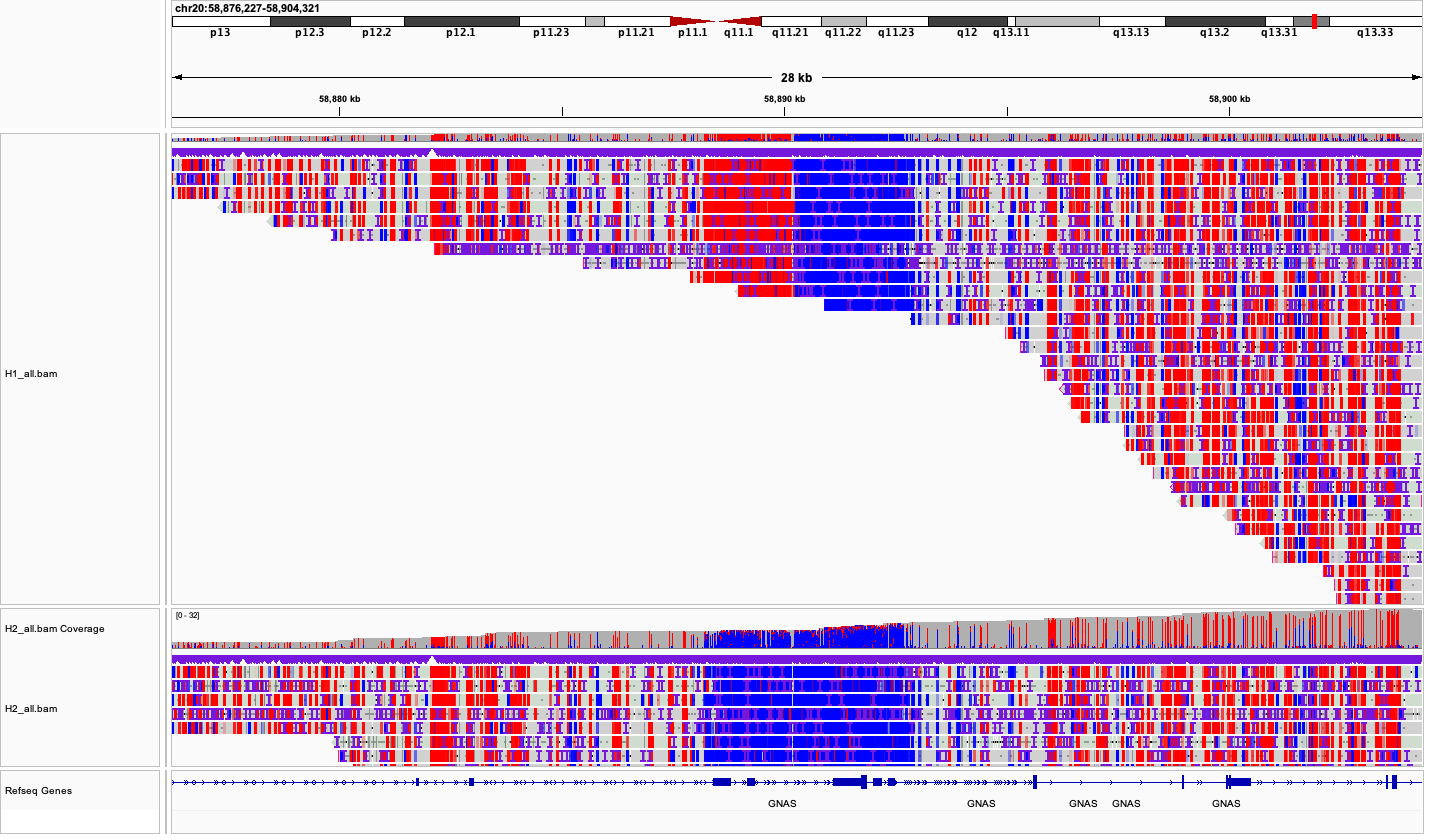 chr20:58,876,227-58,904,321
p13 p12.3 p12.2 p12.1 p11.23 p11.21 p11.1 q11.1 q11.21 q11.22 q11.23 q12 q13.11 q13.13 q13.2 q13.31 q13.33
28 kb
58,880 kb 58,890 kb 58,900 kb
H1_all.bam
H2_all.bam Coverage
[0 - 32]
H2_all.bam
Refseq Genes
GNAS GNAS GNAS GNAS GNAS